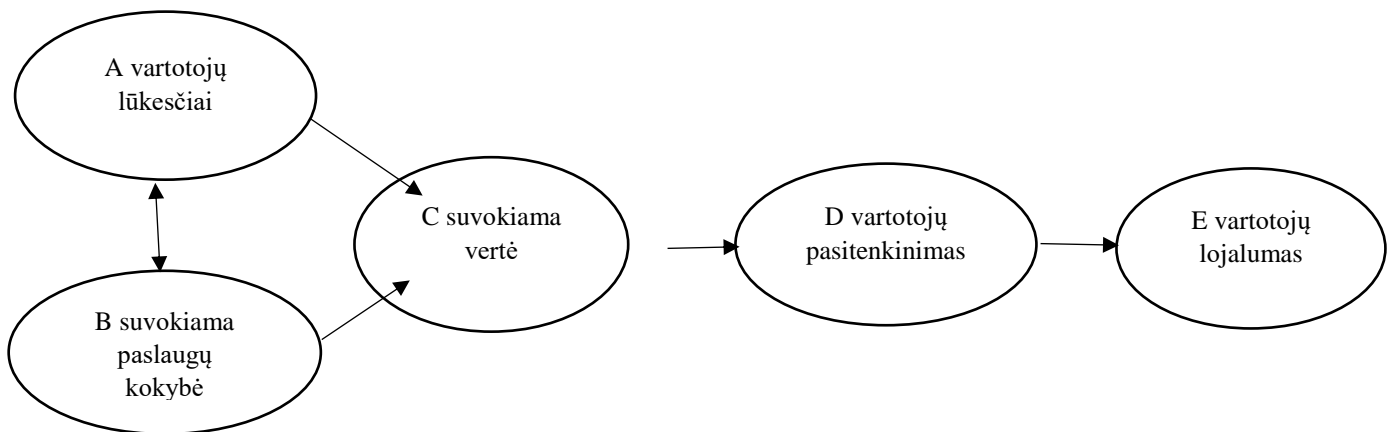 A vartotojų
lūkesčiai
B suvokiama
paslaugų
kokybė
C suvokiama
vertė
D vartotojų
pasitenkinimas
E vartotojų
lojalumas